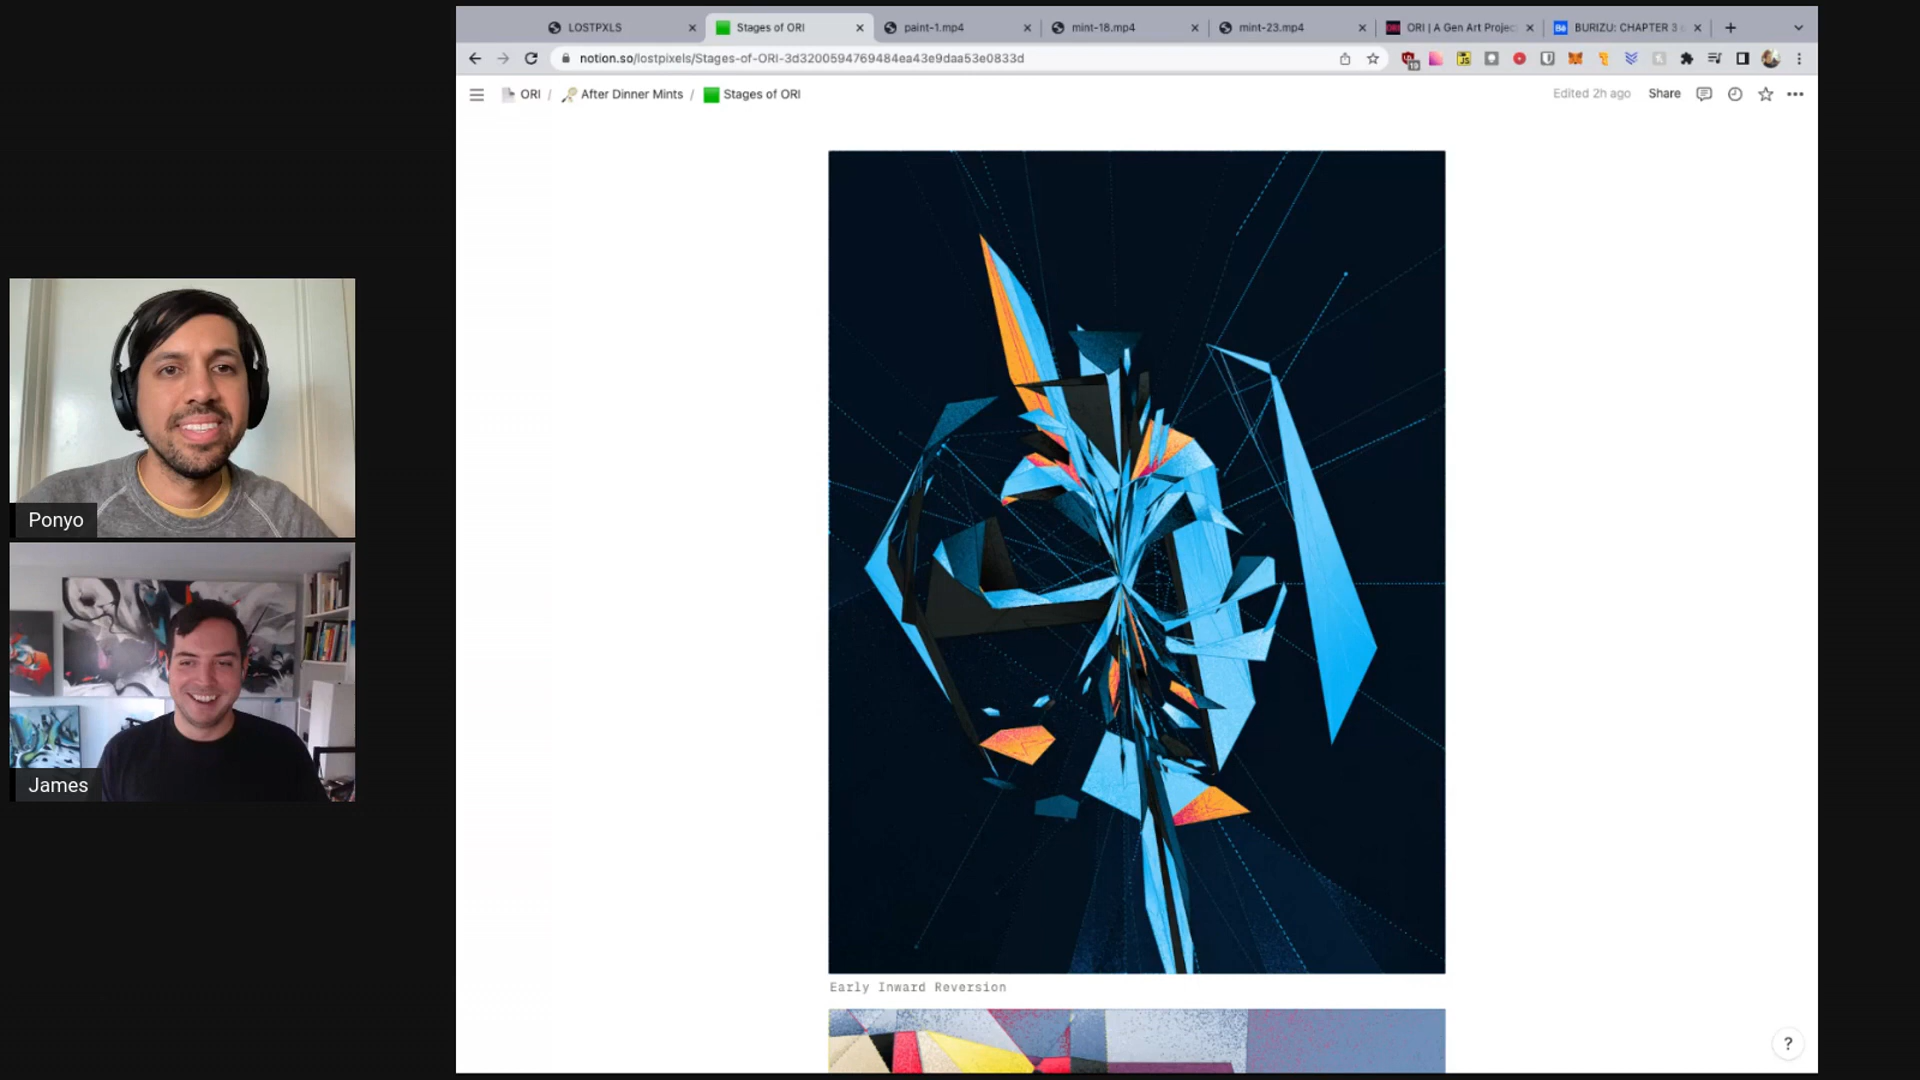 LOSTPXLS
Stages of ORI
paint-1.mp4
mint-18.mp4
mint-23.mp4
ORI | A Gen Art Projec
BURIZU: CHAPTER 3
notion.so/lostpixels/Stages-of-ORI-3d3200594769484ea43e9daa53e0833d
ORI / After Dinner Mints / Stages of ORI
Edited 2h ago
Share
Ponyo
James
Early Inward Reversion
?